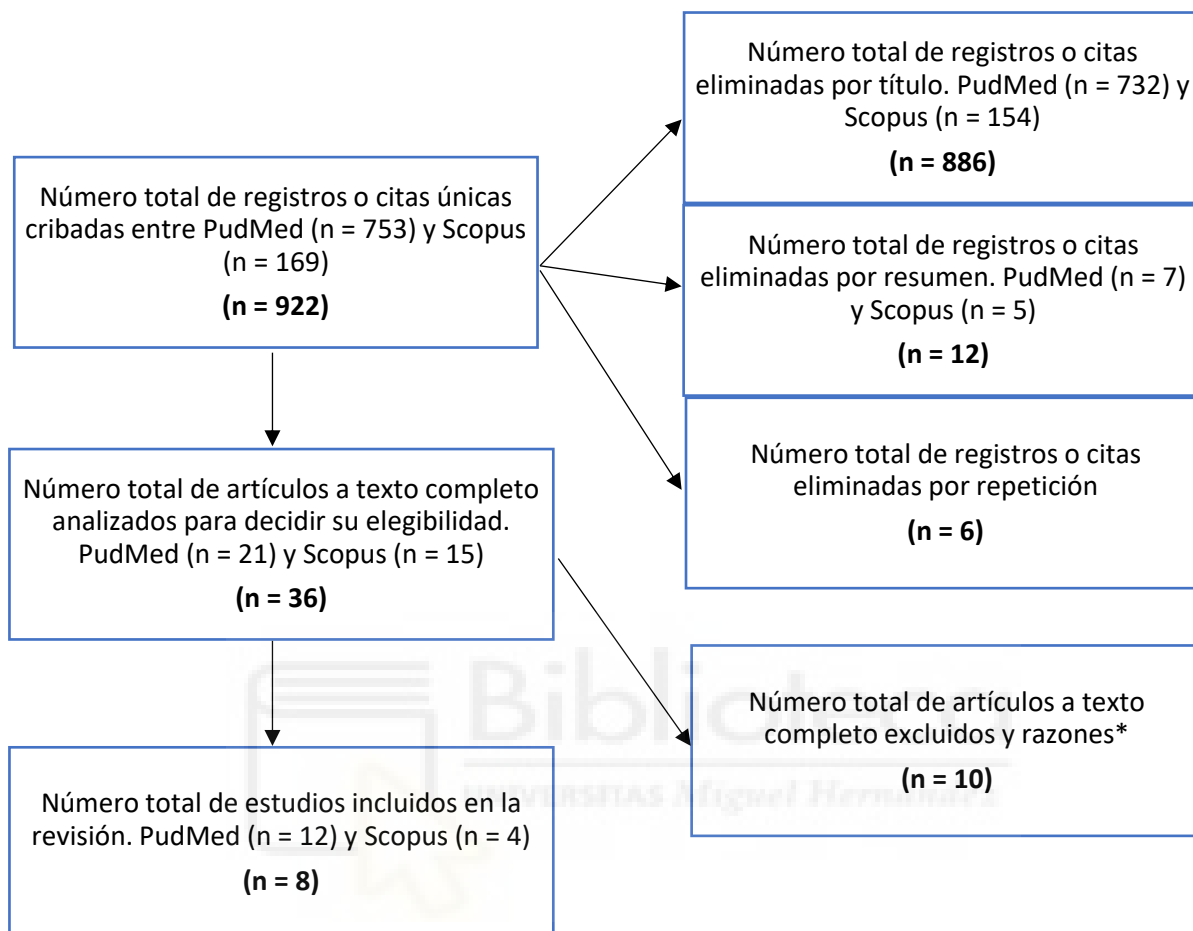 Número total de registros o citas únicas
cribadas entre PudMed (n = 753) y Scopus
(n = 169)
(n = 922)
Número total de registros o citas
eliminadas por título. PudMed (n = 732) y
Scopus (n = 154)
(n = 886)
Número total de registros o citas
eliminadas por resumen. PudMed (n = 7)
y Scopus (n = 5)
(n = 12)
Número total de registros o citas
eliminadas por repetición
(n = 6)
Número total de artículos a texto completo
analizados para decidir su elegibilidad.
PudMed (n = 21) y Scopus (n = 15)
(n = 36)
Número total de artículos a texto
completo excluidos y razones*
(n = 10)
Número total de estudios incluidos en la
revisión. PudMed (n = 12) y Scopus (n = 4)
(n = 8)
Biblioteca
UNIVERSITAS Miguel Hernández